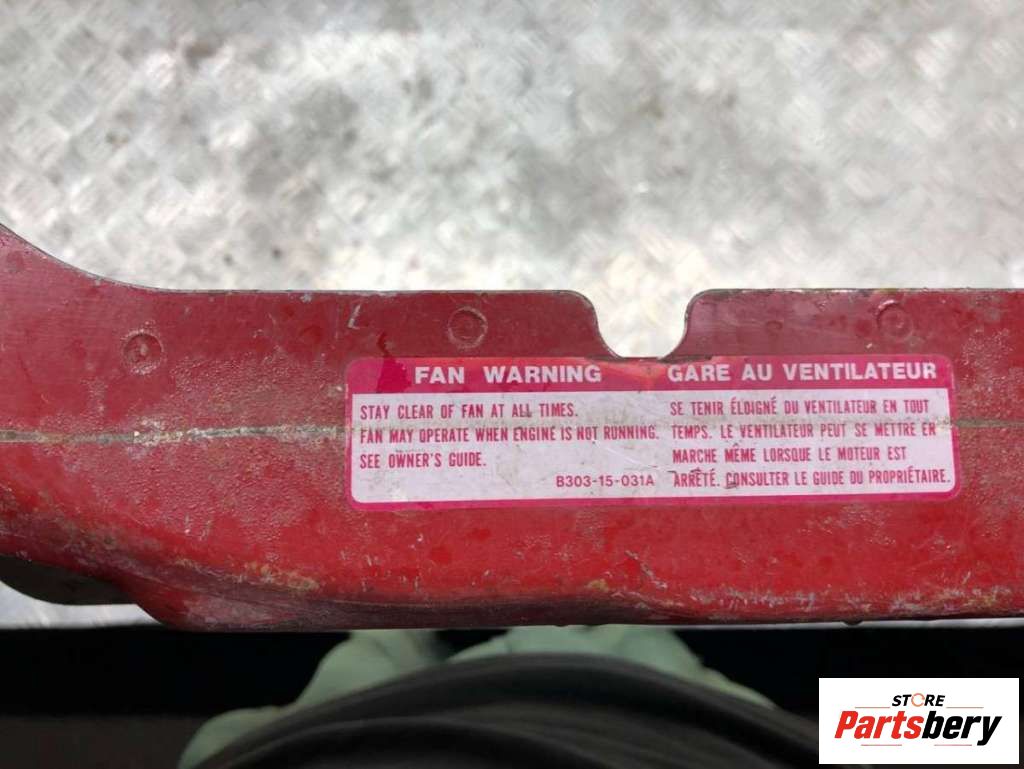 FAN WARNING
STAY CLEAR OF FAN AT ALL TIMES.
FAN MAY OPERATE WHEN ENGINE IS NOT RUNNING.
SEE OWNER'S GUIDE.
B303-15-031A
GARE AU VENTILATEUR
SE TENIR ÉLOIGNÉ DU VENTILATEUR EN TOUT
TEMPS. LE VENTILATEUR PEUT SE METTRE EN
MARCHE MÊME LORSQUE LE MOTEUR EST
ARRÊTÉ. CONSULTER LE GUIDE DU PROPRIÉTAIRE.
STORE
Partsbery